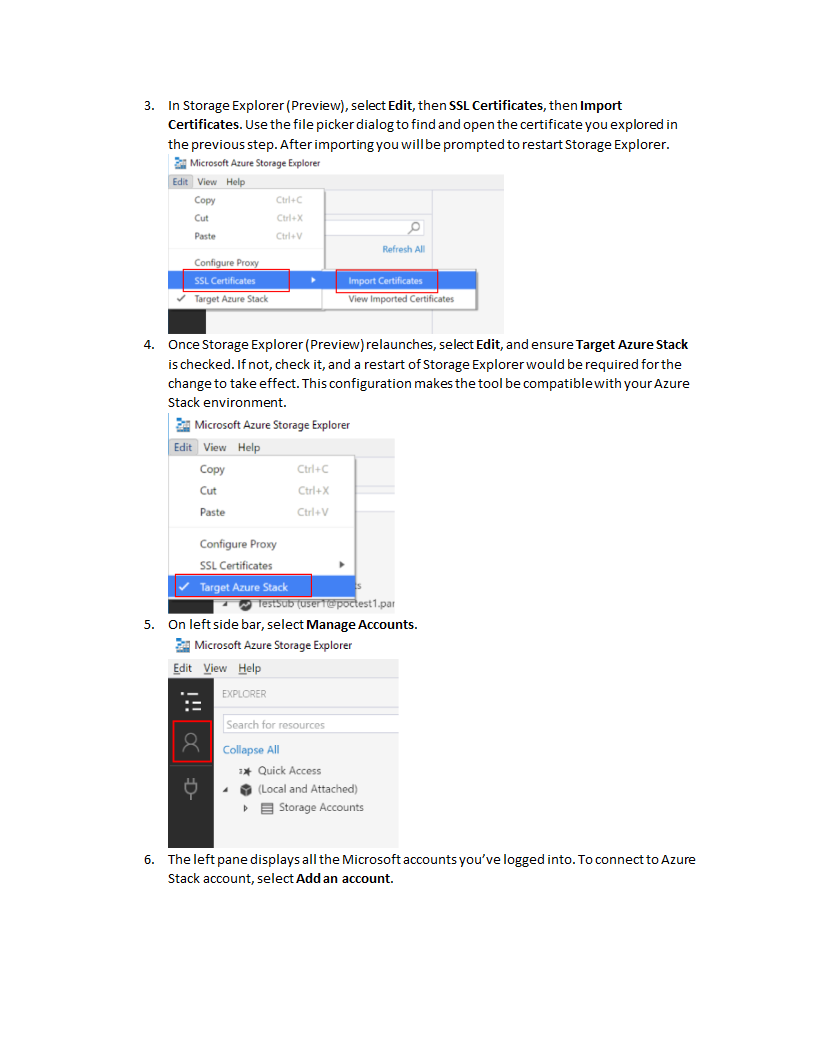 3. In Storage Explorer (Preview), select Edit, then SSL Certificates, then Import
Certificates. Use the file picker dialog to find and open the certificate you explored in
the previous step. After importing you will be prompted to restart Storage Explorer.
Microsoft Azure Storage Explorer
Edit View Help
Copy Ctrl+C
Cut Ctrl+X
Paste Ctrl+V
Refresh All
Configure Proxy
SSL Certificates Import Certificates
Target Azure Stack View Imported Certificates
4. Once Storage Explorer (Preview) relaunches, select Edit, and ensure Target Azure Stack
is checked. If not, check it, and a restart of Storage Explorer would be required for the
change to take effect. This configuration makes the tool be compatible with your Azure
Stack environment.
Microsoft Azure Storage Explorer
Edit View Help
Copy Ctrl+C
Cut Ctrl+X
Paste Ctrl+V
Configure Proxy
SSL Certificates
Target Azure Stack
TestSub (user1@poctest1.par
5. On left side bar, select Manage Accounts.
Microsoft Azure Storage Explorer
Edit View Help
EXPLORER
Search for resources
Collapse All
Quick Access
(Local and Attached)
Storage Accounts
6. The left pane displays all the Microsoft accounts you’ve logged into. To connect to Azure
Stack account, select Add an account.